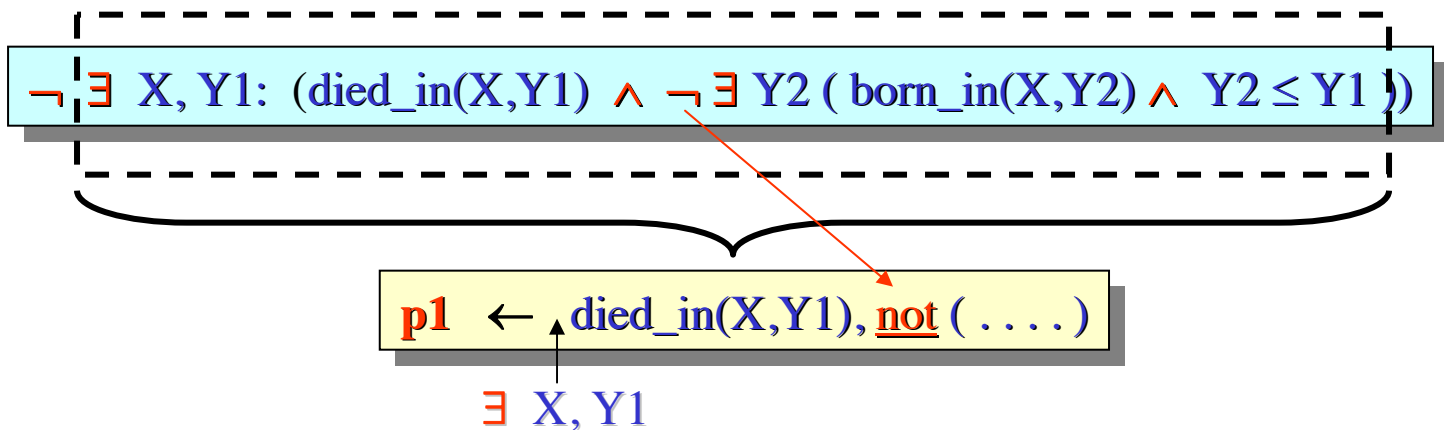 ¬ ∃ X, Y1: (died_in(X,Y1) ∧ ¬ ∃ Y2 ( born_in(X,Y2) ∧ Y2 ≤ Y1 ))
p1 ← died_in(X,Y1), not ( . . . . )
∃ X, Y1